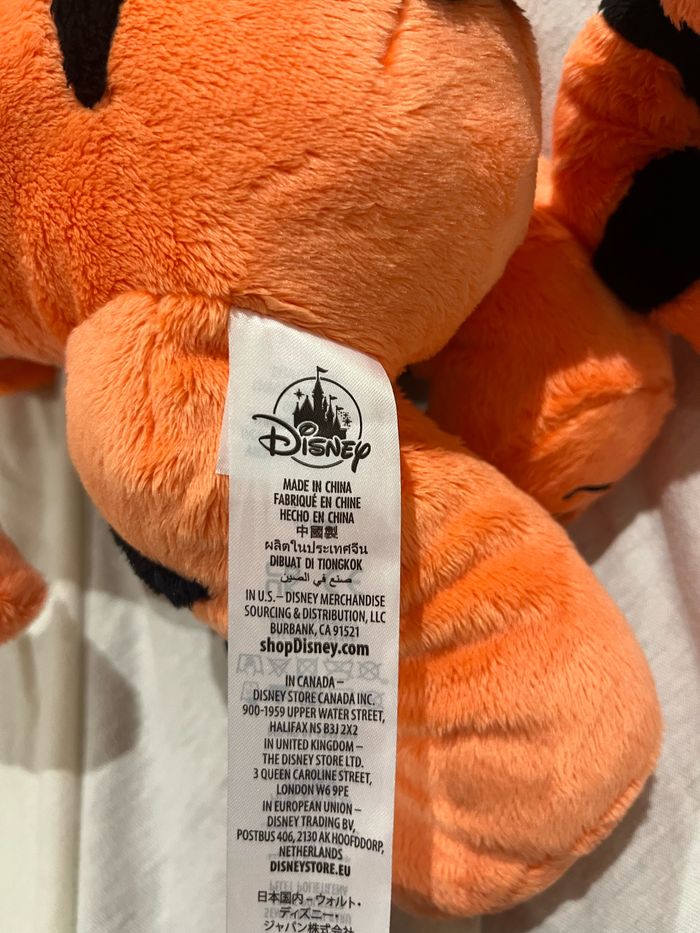 Disney
MADE IN CHINA
FABRIQUÉ EN CHINE
HECHO EN CHINA
中國製
ผลิตในประเทศจีน
DIBUAT DI TIONGKOK
صنع في الصين
IN U.S. – DISNEY MERCHANDISE
SOURCING & DISTRIBUTION, LLC
BURBANK, CA 91521
shopDisney.com
IN CANADA –
DISNEY STORE CANADA INC.
900-1959 UPPER WATER STREET,
HALIFAX NS B3J 2X2
IN UNITED KINGDOM –
THE DISNEY STORE LTD.
3 QUEEN CAROLINE STREET,
LONDON W6 9PE
IN EUROPEAN UNION –
DISNEY TRADING BV,
POSTBUS 406, 2130 AK HOOFDDORP,
NETHERLANDS
DISNEYSTORE.EU
日本国内 – ウォルト・
ディズニー・
ジャパン株式会社